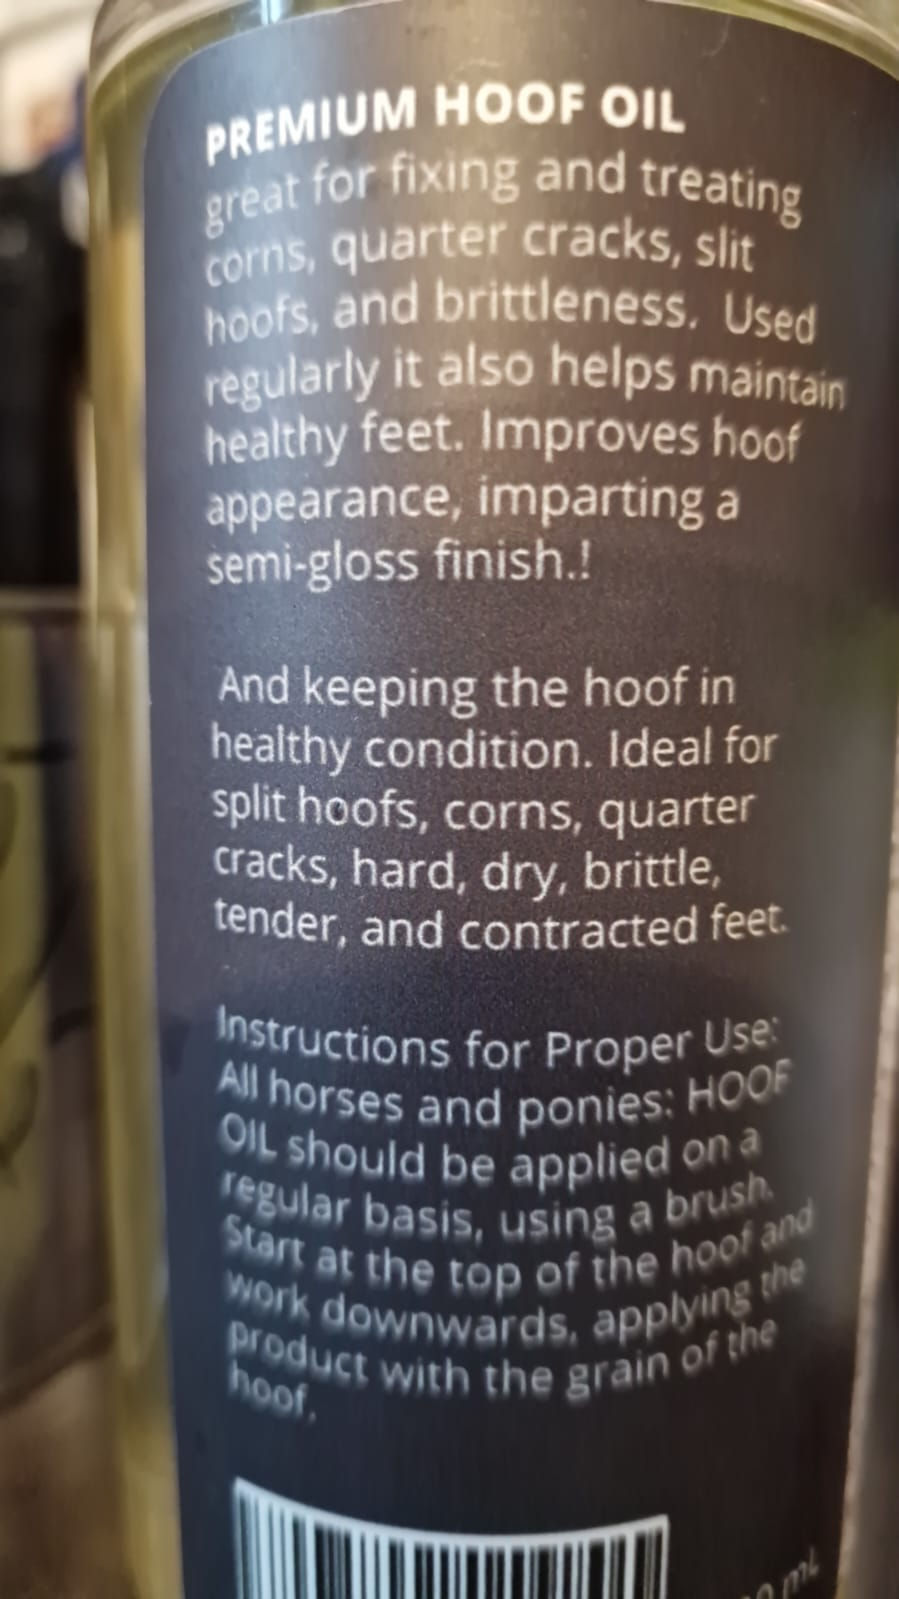 PREMIUM HOOF OIL
great for fixing and treating
corns, quarter cracks, slit
hoofs, and brittleness. Used
regularly it also helps maintain
healthy feet. Improves hoof
appearance, imparting a
semi-gloss finish.!
And keeping the hoof in
healthy condition. Ideal for
split hoofs, corns, quarter
cracks, hard, dry, brittle,
tender, and contracted feet.
Instructions for Proper Use:
All horses and ponies: HOOF
OIL should be applied on a
regular basis, using a brush.
Start at the top of the hoof and
work downwards, applying the
product with the grain of the
hoof.
mL